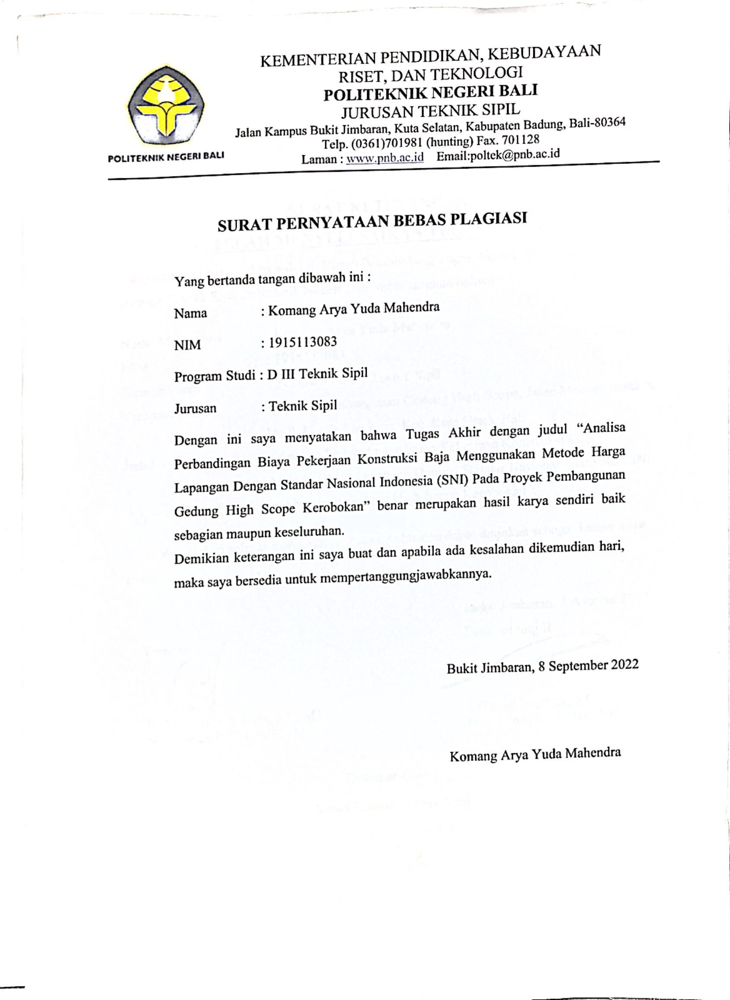 KEMENTERIAN PENDIDIKAN, KEBUDAYAAN
RISET, DAN TEKNOLOGI
POLITEKNIK NEGERI BALI
JURUSAN TEKNIK SIPIL
Jalan Kampus Bukit Jimbaran, Kuta Selatan, Kabupaten Badung, Bali-80364
Telp. (0361)701981 (hunting) Fax. 701128
Laman : www.pnb.ac.id Email:poltek@pnb.ac.id
POLITEKNIK NEGERI BALI
SURAT PERNYATAAN BEBAS PLAGIASI
Yang bertanda tangan dibawah ini :
Nama : Komang Arya Yuda Mahendra
NIM : 1915113083
Program Studi : D III Teknik Sipil
Jurusan : Teknik Sipil
Dengan ini saya menyatakan bahwa Tugas Akhir dengan judul “Analisa
Perbandingan Biaya Pekerjaan Konstruksi Baja Menggunakan Metode Harga
Lapangan Dengan Standar Nasional Indonesia (SNI) Pada Proyek Pembangunan
Gedung High Scope Kerobokan” benar merupakan hasil karya sendiri baik
sebagian maupun keseluruhan.
Demikian keterangan ini saya buat dan apabila ada kesalahan dikemudian hari,
maka saya bersedia untuk mempertanggungjawabkannya.
Bukit Jimbaran, 8 September 2022
Komang Arya Yuda Mahendra